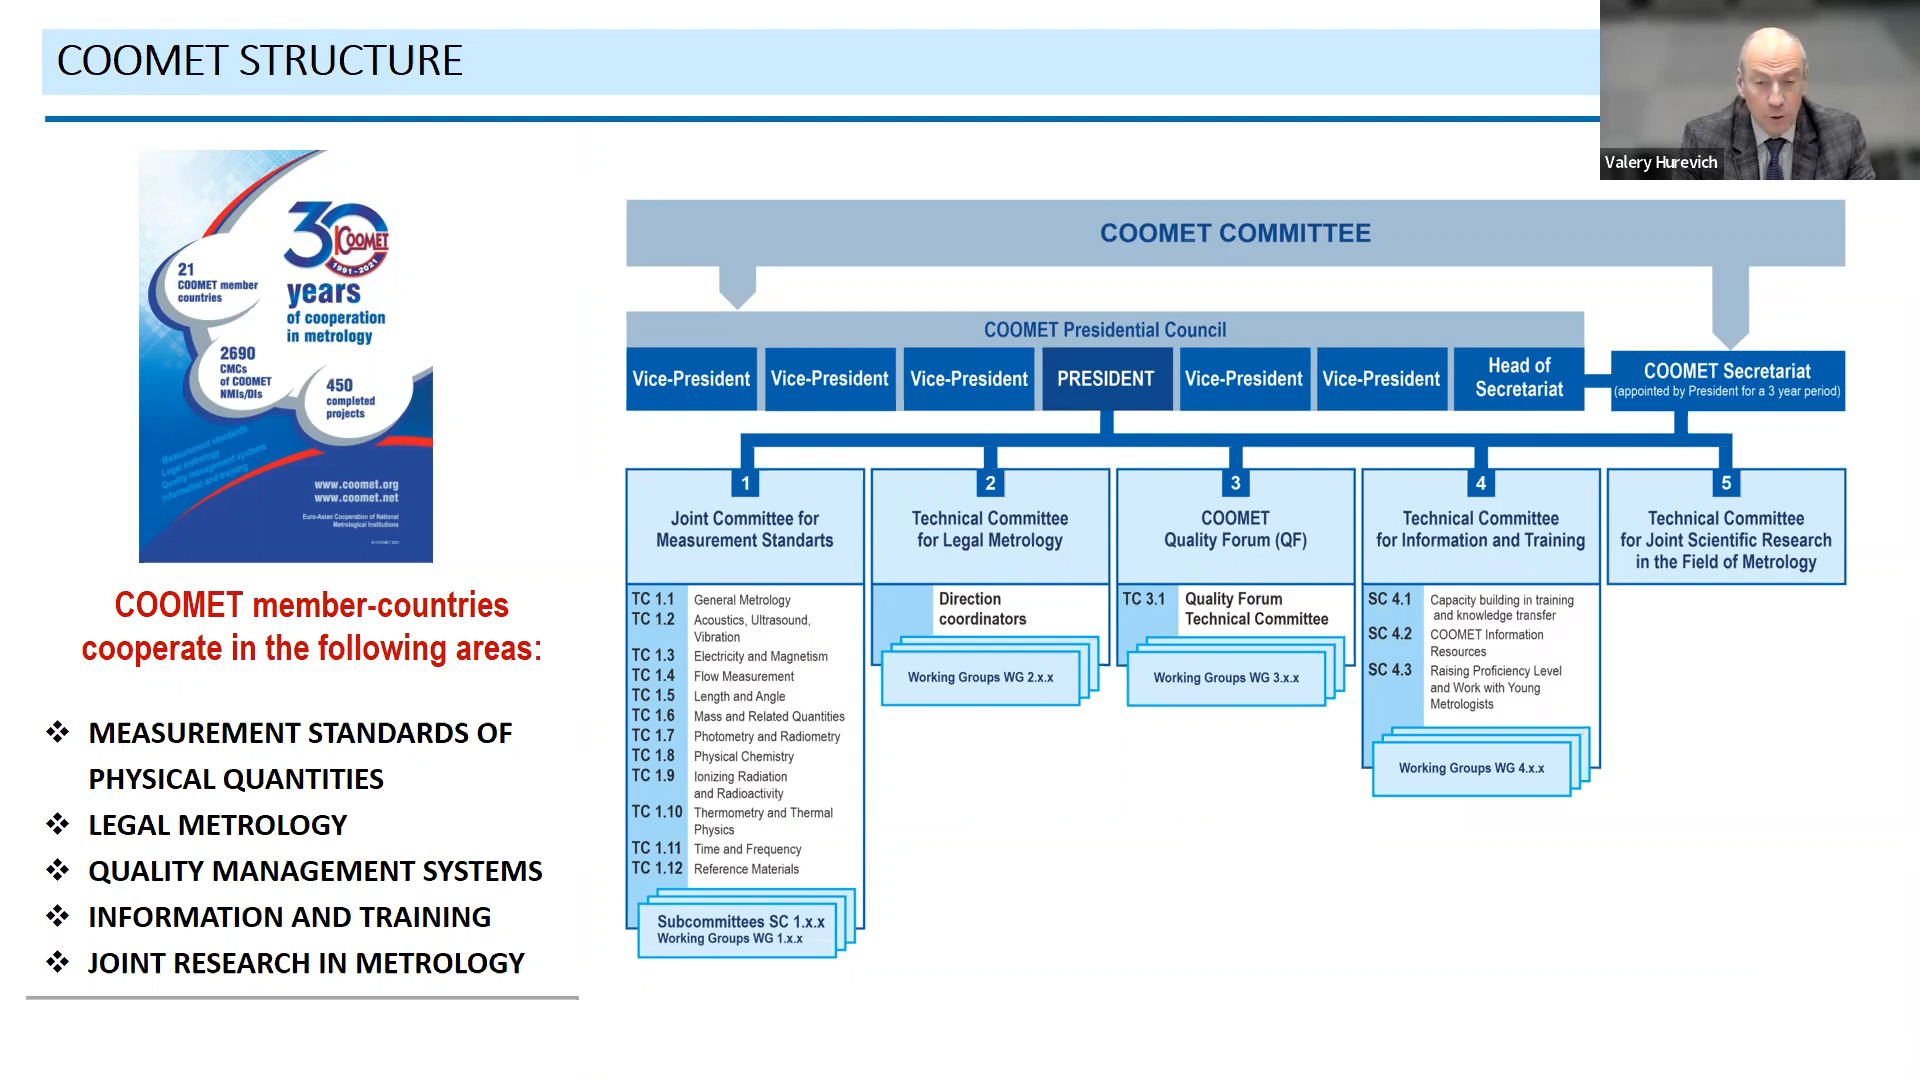 COOMET STRUCTURE
Valery Hurevich
30
COOMET
1991-2021
years
of cooperation
in metrology
21
COOMET member
countries
2690
CMCs
of COOMET
NMIs/DIs
450
completed
projects
Measurement standards
Legal metrology
Quality management systems
Information and training
www.coomet.org
www.coomet.net
Euro-Asian Cooperation of National
Metrological Institutions
COOMET member-countries
cooperate in the following areas:
❖ MEASUREMENT STANDARDS OF
PHYSICAL QUANTITIES
❖ LEGAL METROLOGY
❖ QUALITY MANAGEMENT SYSTEMS
❖ INFORMATION AND TRAINING
❖ JOINT RESEARCH IN METROLOGY
COOMET COMMITTEE
COOMET Presidential Council
Vice-President
Vice-President
Vice-President
PRESIDENT
Vice-President
Vice-President
Head of
Secretariat
COOMET Secretariat
(appointed by President for a 3 year period)
1
Joint Committee for
Measurement Standarts
TC 1.1 General Metrology
TC 1.2 Acoustics, Ultrasound,
Vibration
TC 1.3 Electricity and Magnetism
TC 1.4 Flow Measurement
TC 1.5 Length and Angle
TC 1.6 Mass and Related Quantities
TC 1.7 Photometry and Radiometry
TC 1.8 Physical Chemistry
TC 1.9 Ionizing Radiation
and Radioactivity
TC 1.10 Thermometry and Thermal
Physics
TC 1.11 Time and Frequency
TC 1.12 Reference Materials
Subcommittees SC 1.x.x
Working Groups WG 1.x.x
2
Technical Committee
for Legal Metrology
Direction
coordinators
Working Groups WG 2.x.x
3
COOMET
Quality Forum (QF)
TC 3.1 Quality Forum
Technical Committee
Working Groups WG 3.x.x
4
Technical Committee
for Information and Training
SC 4.1 Capacity building in training
and knowledge transfer
SC 4.2 COOMET Information
Resources
SC 4.3 Raising Proficiency Level
and Work with Young
Metrologists
Working Groups WG 4.x.x
5
Technical Committee
for Joint Scientific Research
in the Field of Metrology